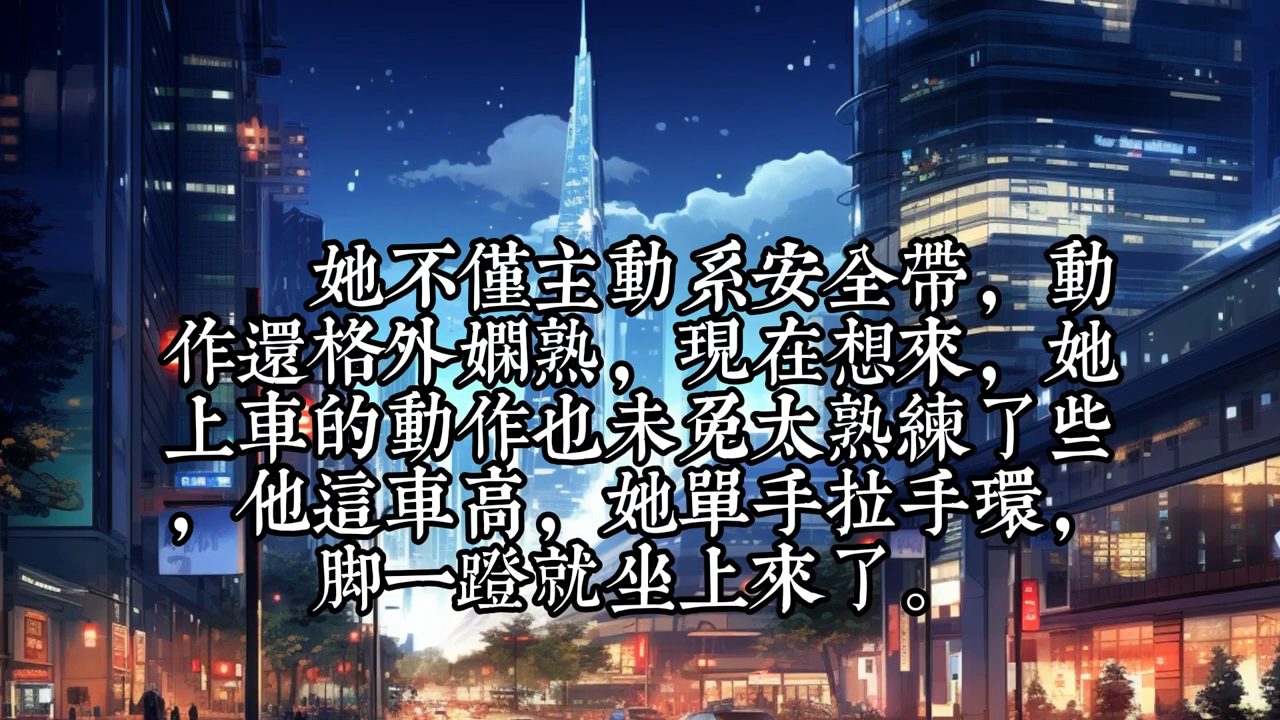 她不僅主動系安全帶，動
作還格外嫻熟，現在想來，她
上車的動作也未免太熟練了些
，他這車高，她單手拉手環，
脚一蹬就坐上來了。